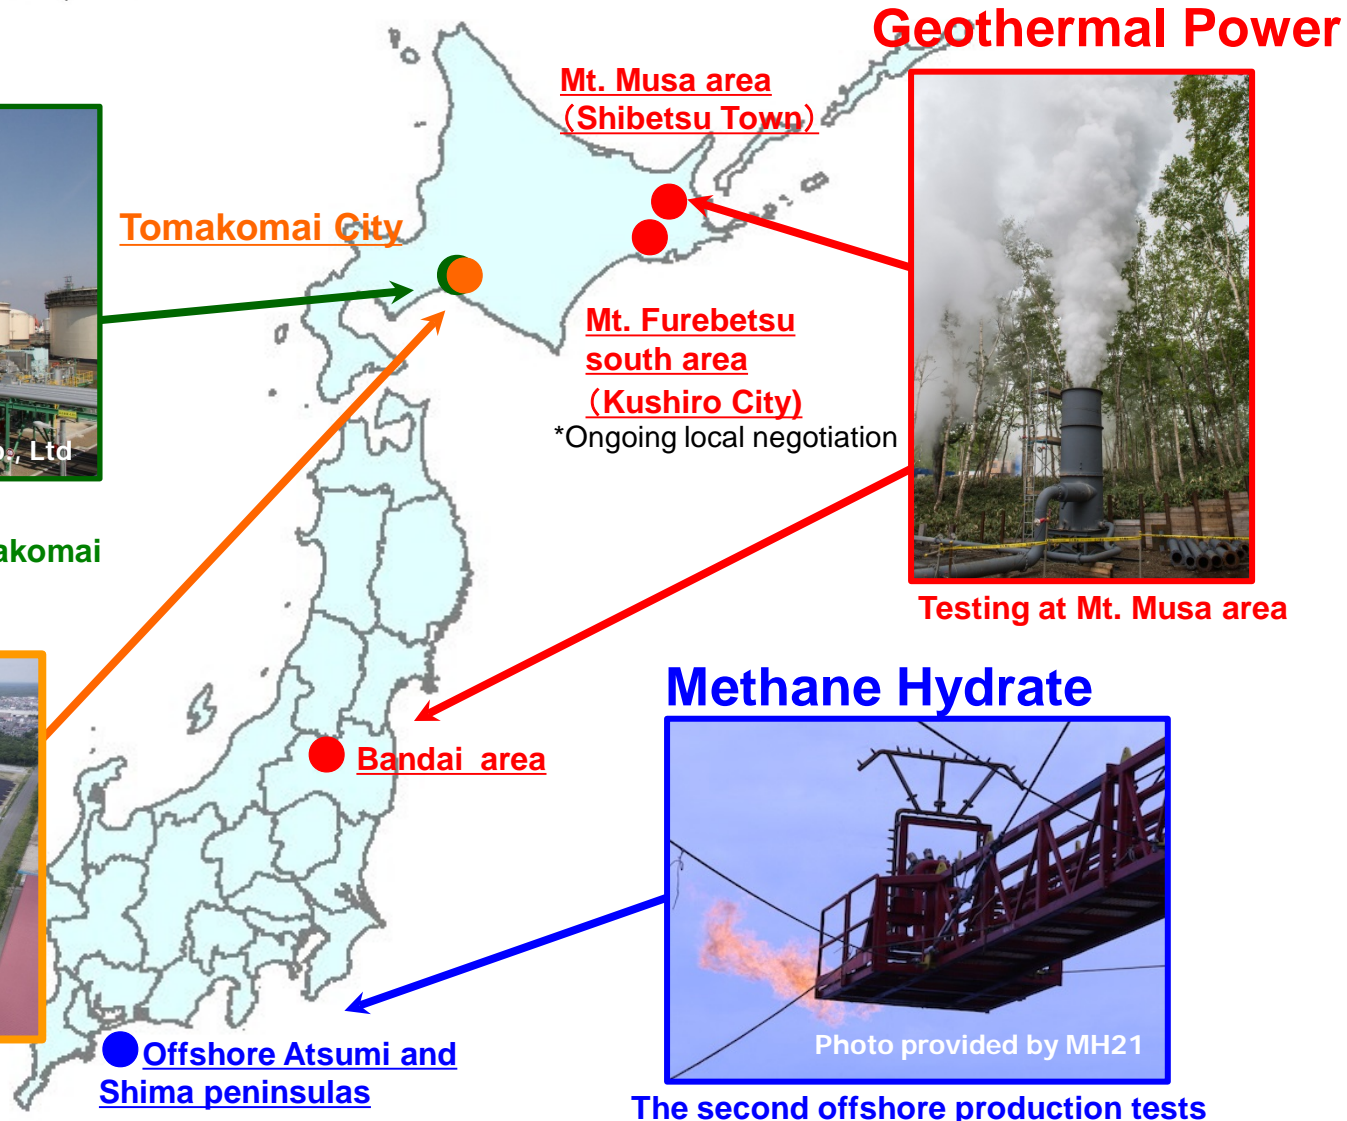 Geothermal Power
Mt. Musa area
（Shibetsu Town）
Tomakomai City
Mt. Furebetsu
south area
（Kushiro City)
*Ongoing local negotiation
Ltd
Testing at Mt. Musa area
Methane Hydrate
Bandai area
Photo provided by MH21
Offshore Atsumi and
Shima peninsulas
The second offshore production tests